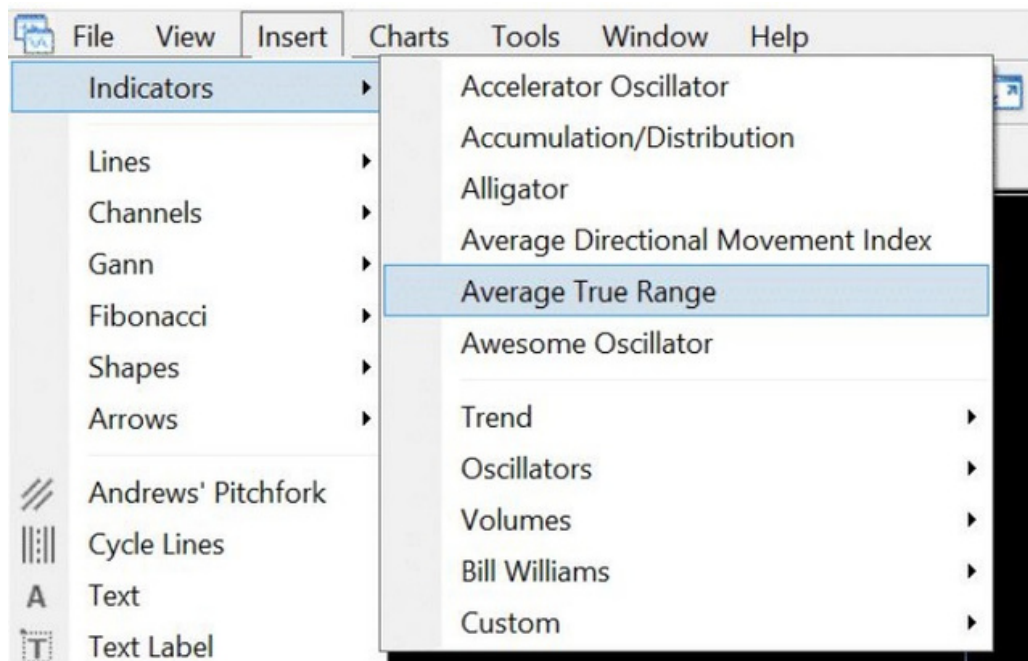 File View Insert Charts Tools Window Help
Indicators
Lines
Channels
Gann
Fibonacci
Shapes
Arrows
Andrews' Pitchfork
Cycle Lines
A Text
T Text Label
Accelerator Oscillator
Accumulation/Distribution
Alligator
Average Directional Movement Index
Average True Range
Awesome Oscillator
Trend
Oscillators
Volumes
Bill Williams
Custom